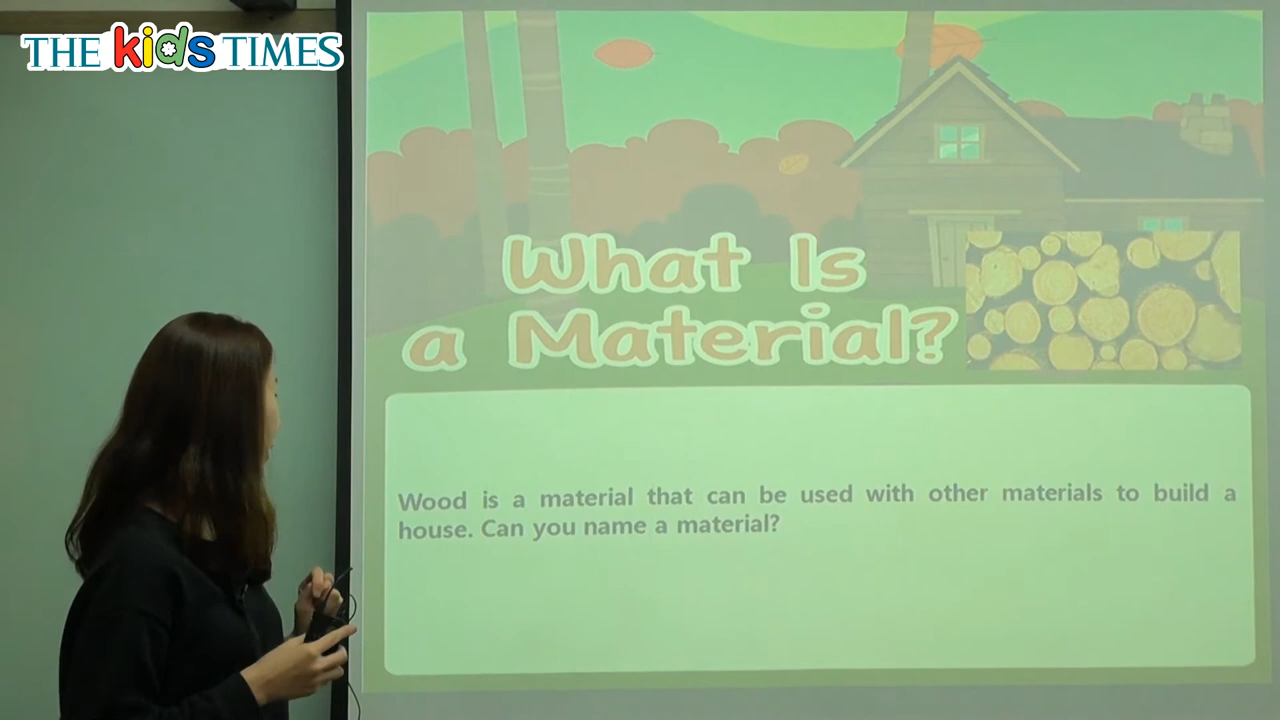 THE kids TIMES
What Is
a Material?
Wood is a material that can be used with other materials to build a
house. Can you name a material?